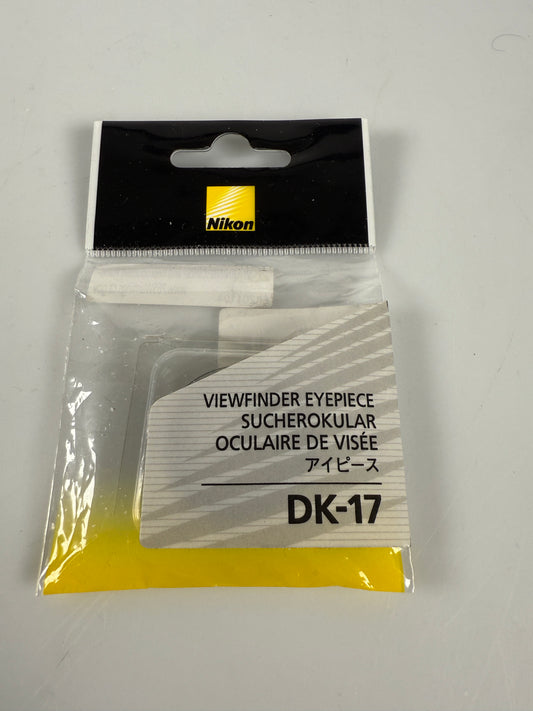 Nikon
VIEWFINDER EYEPIECE
SUCHEROKULAR
OCULAIRE DE VISÉE
アイピース
DK-17